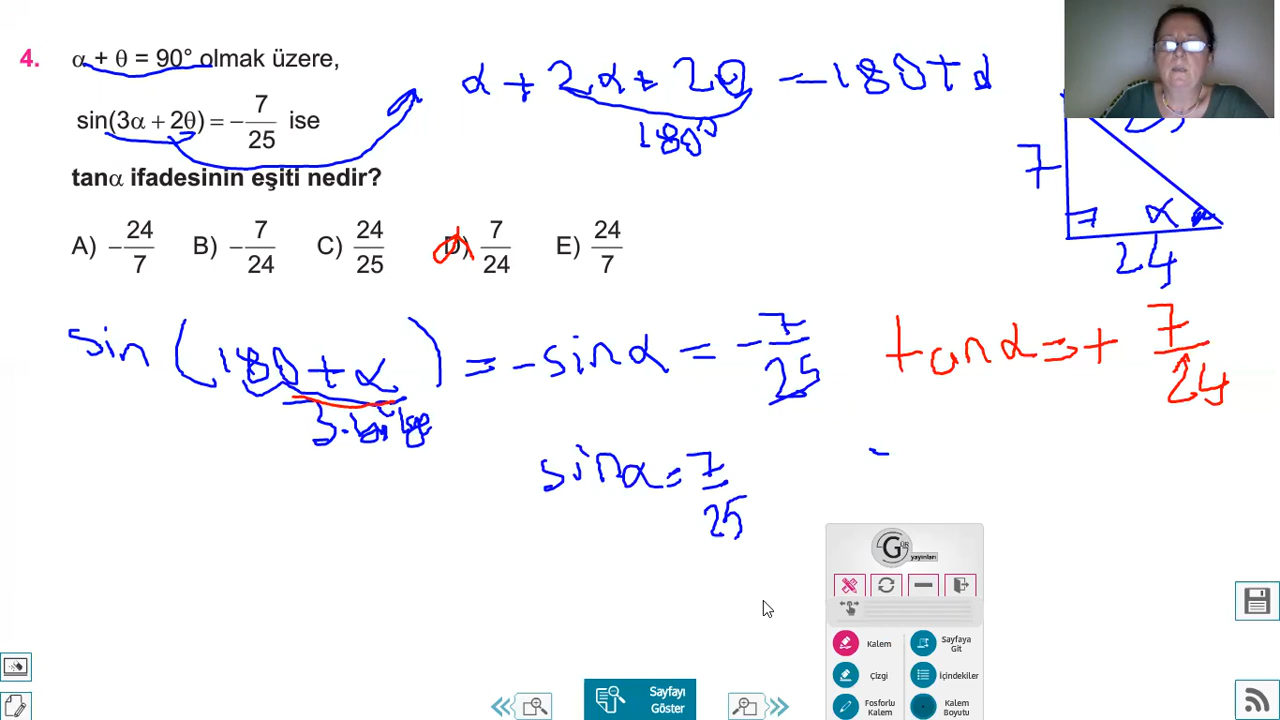 4. α + θ = 90° olmak üzere,
sin(3α + 2θ) = -7/25 ise
tanα ifadesinin eşiti nedir?
A) -24/7 B) -7/24 C) 24/25 D) 7/24 E) 24/7
α + 2α + 2θ = 180 + α
180°
7
α
24
sin(180 + α) = -sinα = -7/25
3. bölge
tanα = + 7/24
sinα = 7/25
GÜR yayınları
Kalem
Sayfaya Git
Çizgi
İçindekiler
Fosforlu Kalem
Kalem Boyutu
Sayfayı Göster